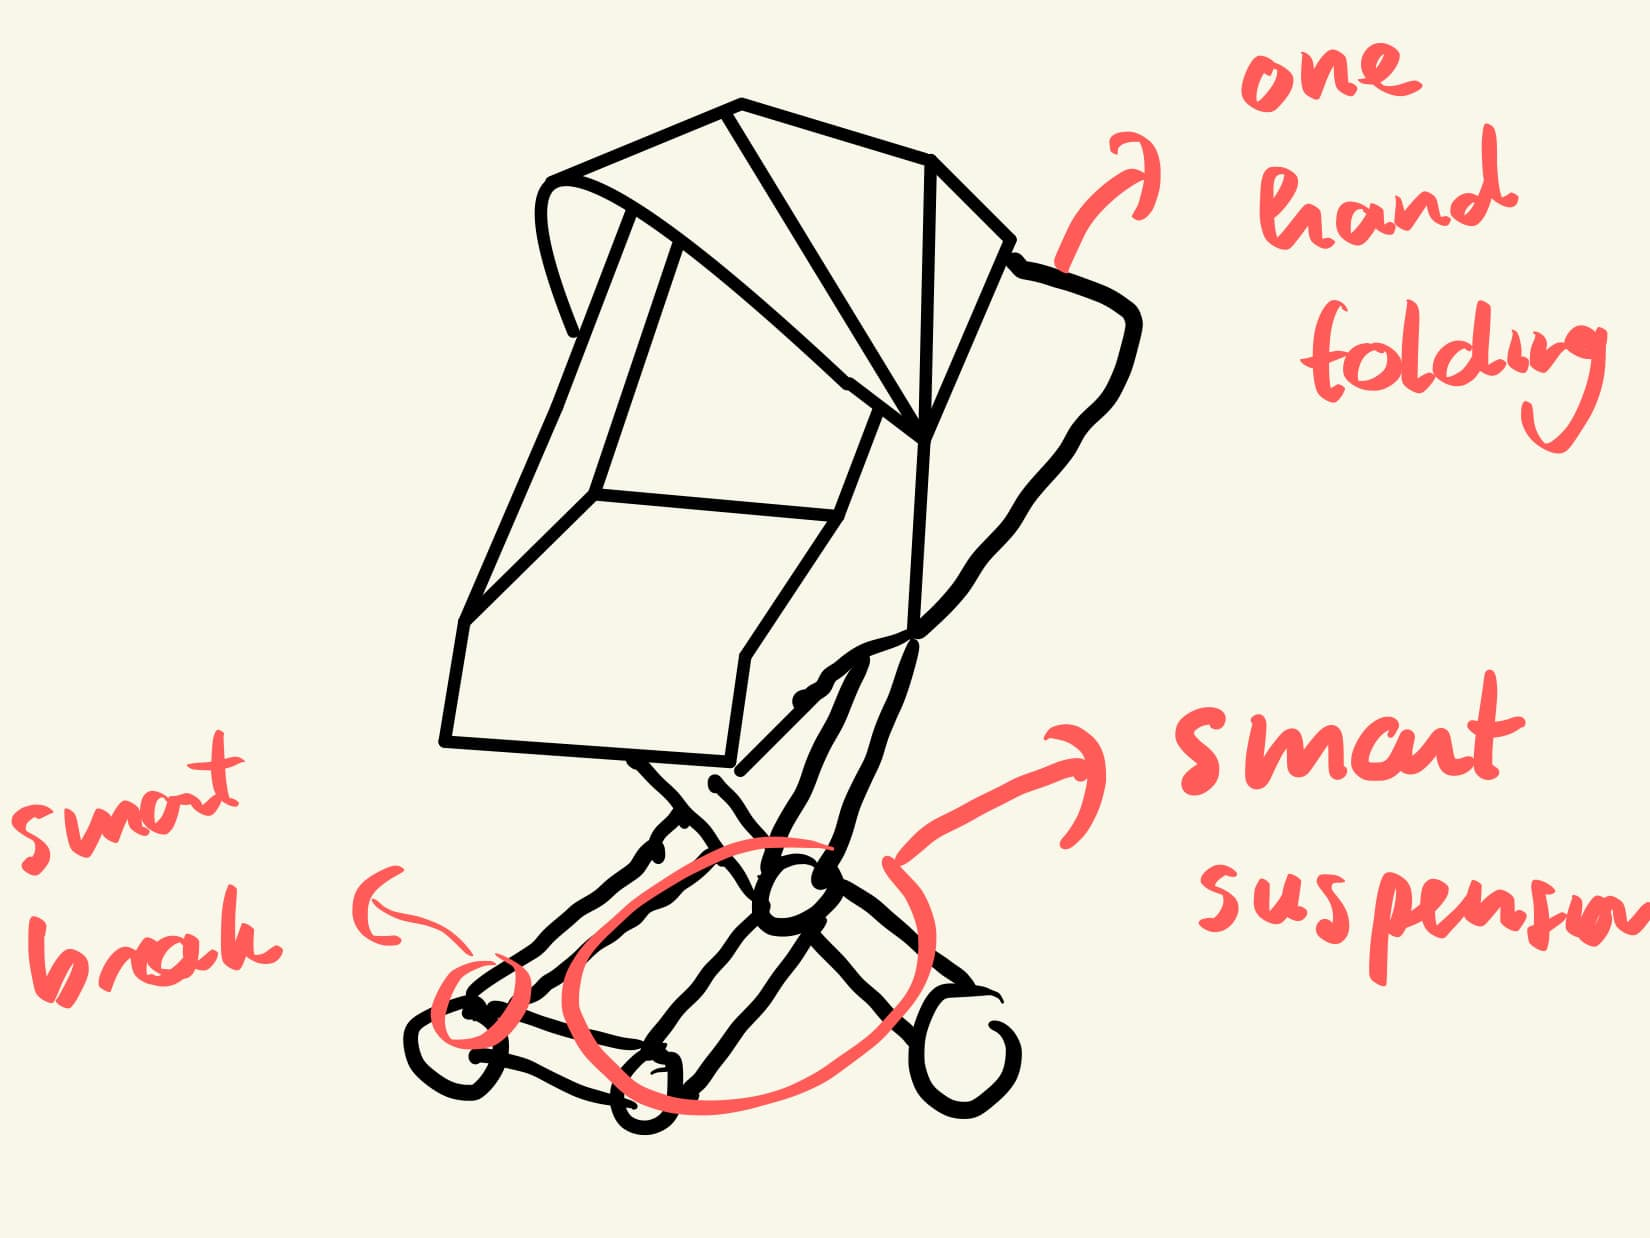 one
hand
folding
smart
suspension
smart
break